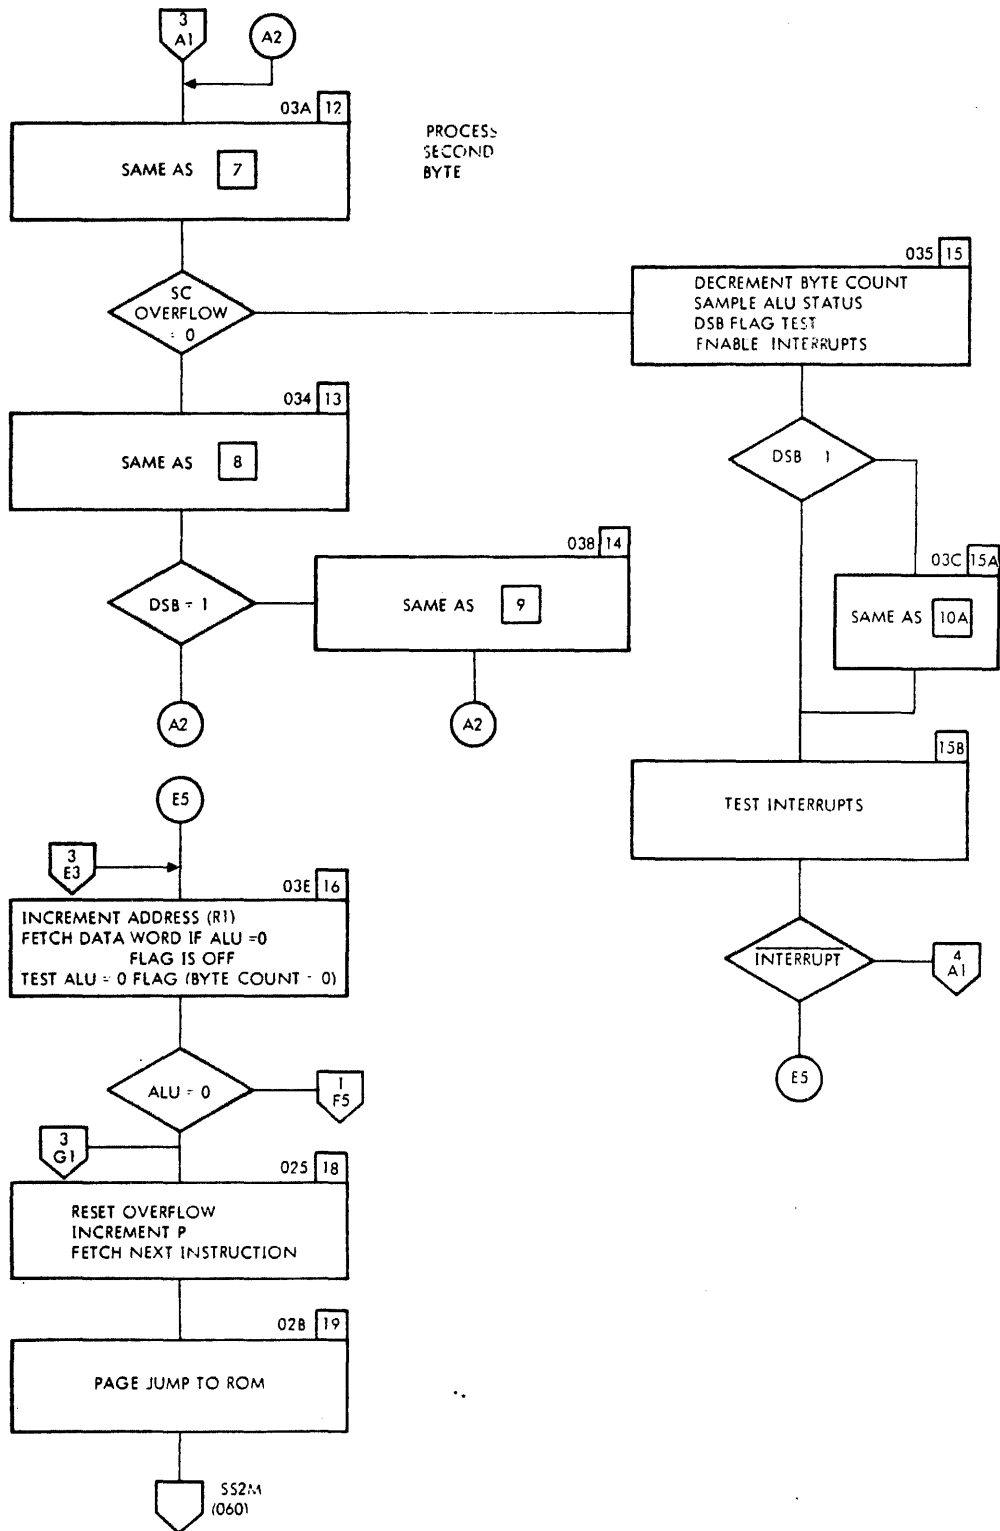 3
A1
A2
03A 12
SAME AS 7
PROCESS
SECOND
BYTE
SC
OVERFLOW
= 0
035 15
DECREMENT BYTE COUNT
SAMPLE ALU STATUS
DSB FLAG TEST
ENABLE INTERRUPTS
034 13
SAME AS 8
DSB 1
038 14
SAME AS 9
DSB = 1
03C 15A
SAME AS 10A
A2
A2
15B
TEST INTERRUPTS
E5
3
E3
03E 16
INCREMENT ADDRESS (R1)
FETCH DATA WORD IF ALU =0
FLAG IS OFF
TEST ALU = 0 FLAG (BYTE COUNT = 0)
INTERRUPT
4
A1
E5
ALU = 0
1
F5
3
G1
025 18
RESET OVERFLOW
INCREMENT P
FETCH NEXT INSTRUCTION
02B 19
PAGE JUMP TO ROM
SS2M
(060)